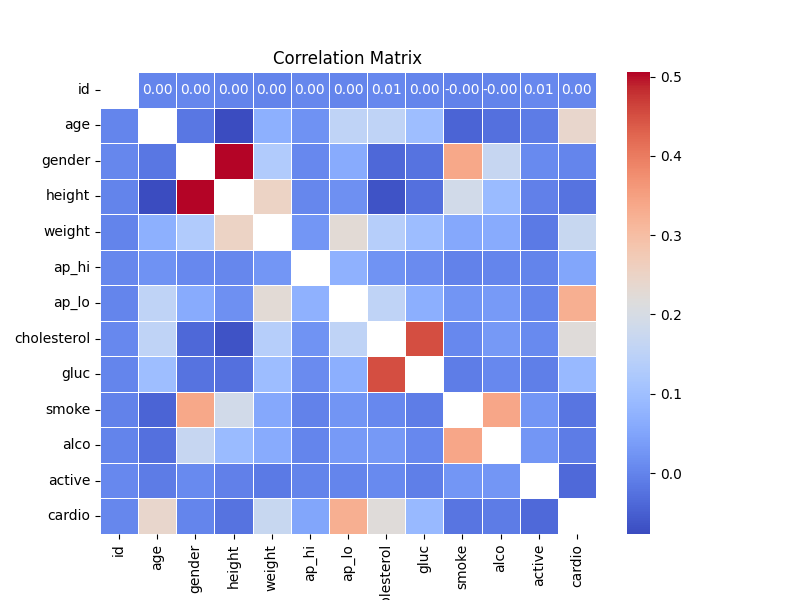 Correlation Matrix
id 0.00 0.00 0.00 0.00 0.00 0.00 0.01 0.00 -0.00 -0.00 0.01 0.00
age
gender
height
weight
ap_hi
ap_lo
cholesterol
gluc
smoke
alco
active
cardio
id age gender height weight ap_hi ap_lo olesterol gluc smoke alco active cardio
0.5
0.4
0.3
0.2
0.1
0.0